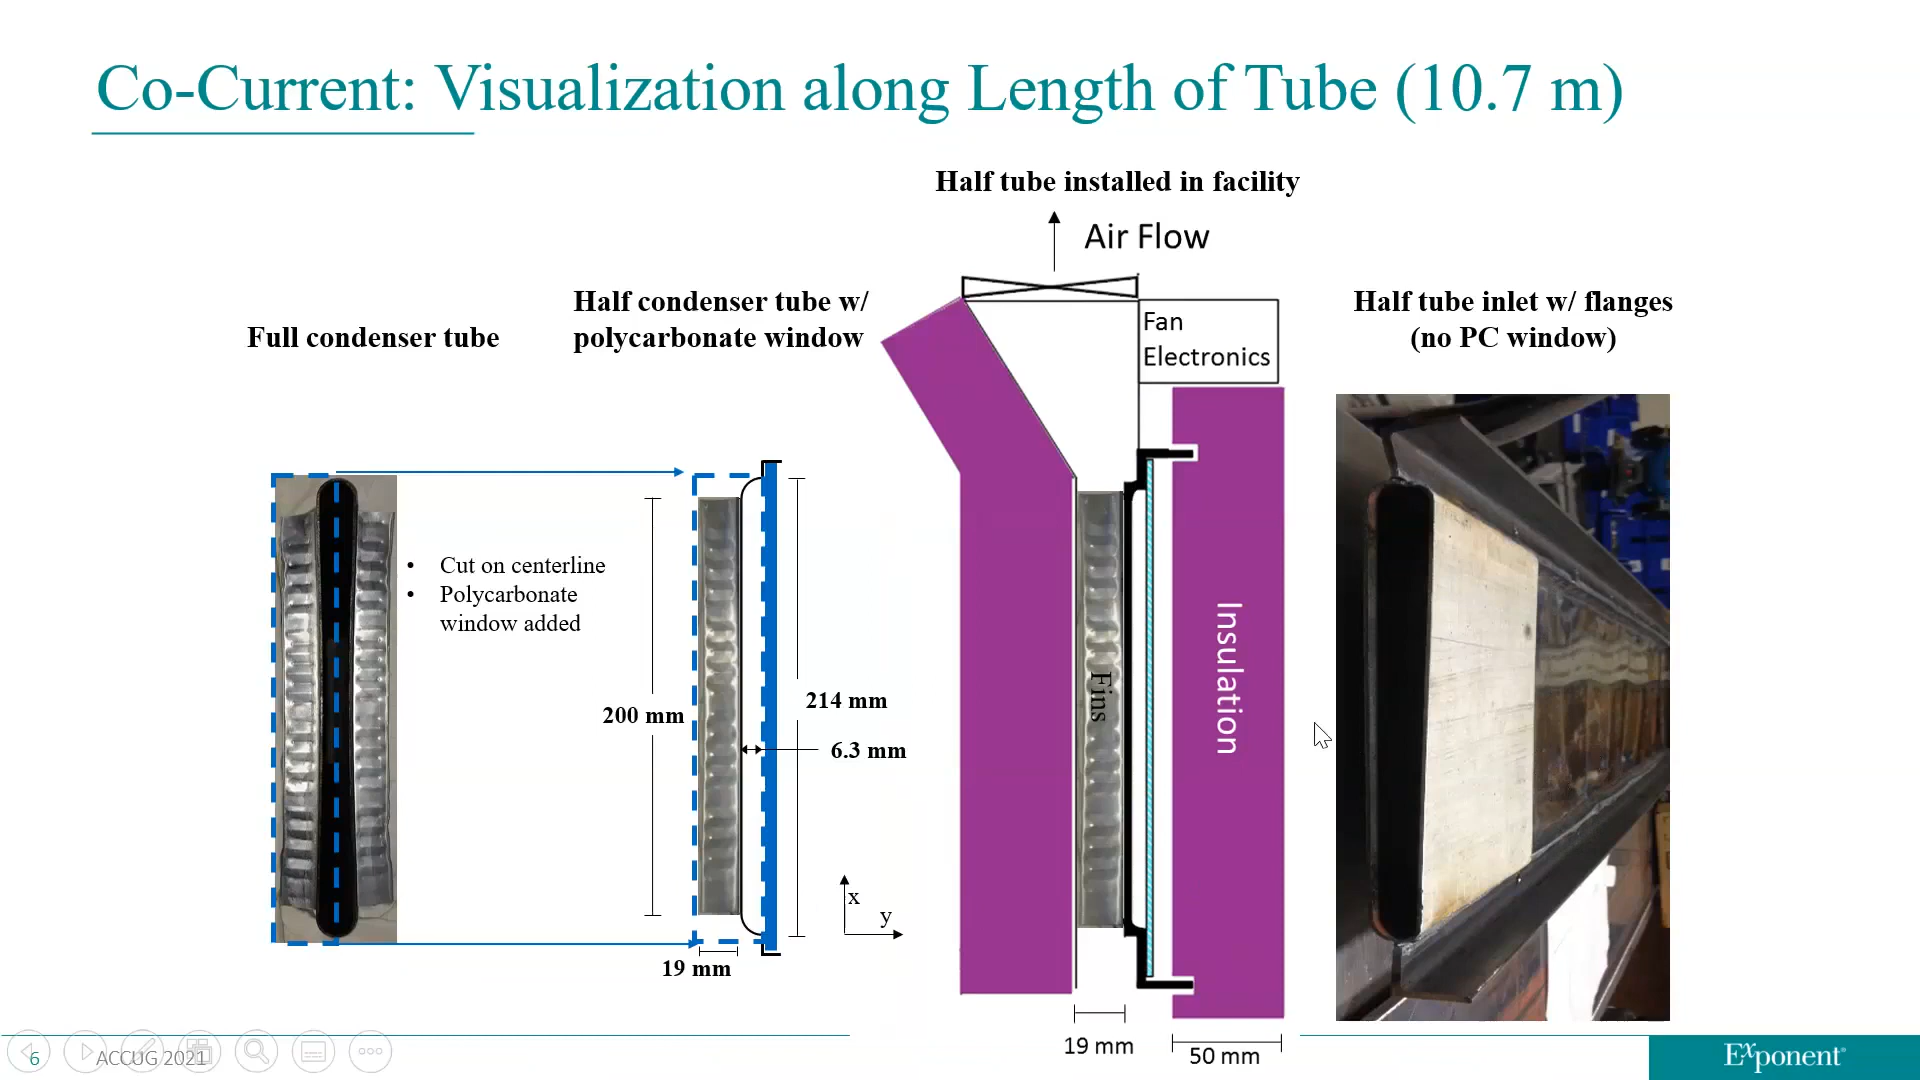 Co-Current: Visualization along Length of Tube (10.7 m)
Half tube installed in facility
Air Flow
Full condenser tube
Half condenser tube w/
polycarbonate window
Fan
Electronics
Half tube inlet w/ flanges
(no PC window)
• Cut on centerline
• Polycarbonate
window added
200 mm
214 mm
6.3 mm
19 mm
x
y
Fins
Insulation
19 mm
50 mm
6
ACCUG 2021
Exponent®